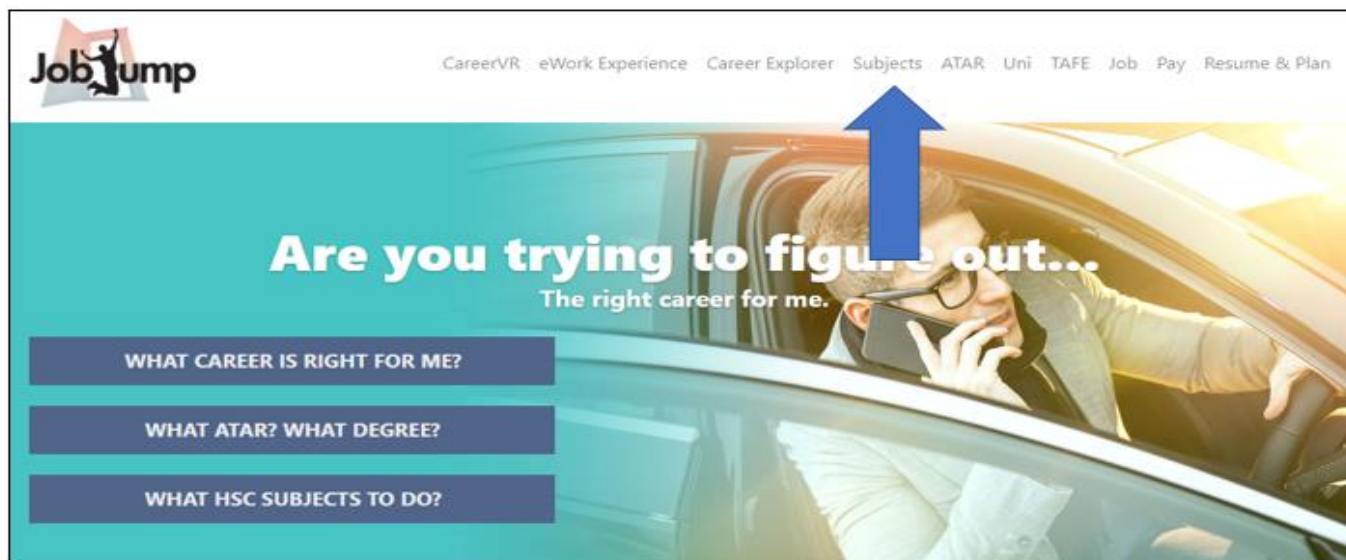 JobJump
CareerVR eWork Experience Career Explorer Subjects ATAR Uni TAFE Job Pay Resume & Plan
Are you trying to figure out...
The right career for me.
WHAT CAREER IS RIGHT FOR ME?
WHAT ATAR? WHAT DEGREE?
WHAT HSC SUBJECTS TO DO?